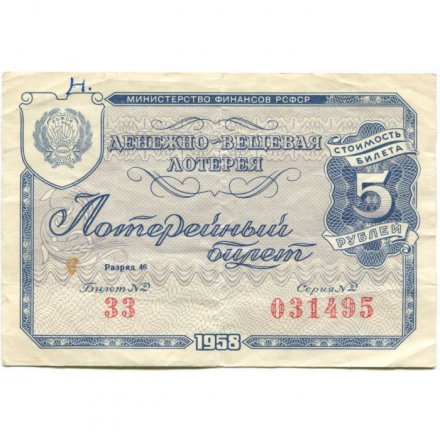 Н.
МИНИСТЕРСТВО ФИНАНСОВ РСФСР
ДЕНЕЖНО-ВЕЩЕВАЯ
ЛОТЕРЕЯ
СТОИМОСТЬ
БИЛЕТА
5
РУБЛЕЙ
Лотерейный
билет
Разряд 46
Билет №
33
Серия №
031495
1958